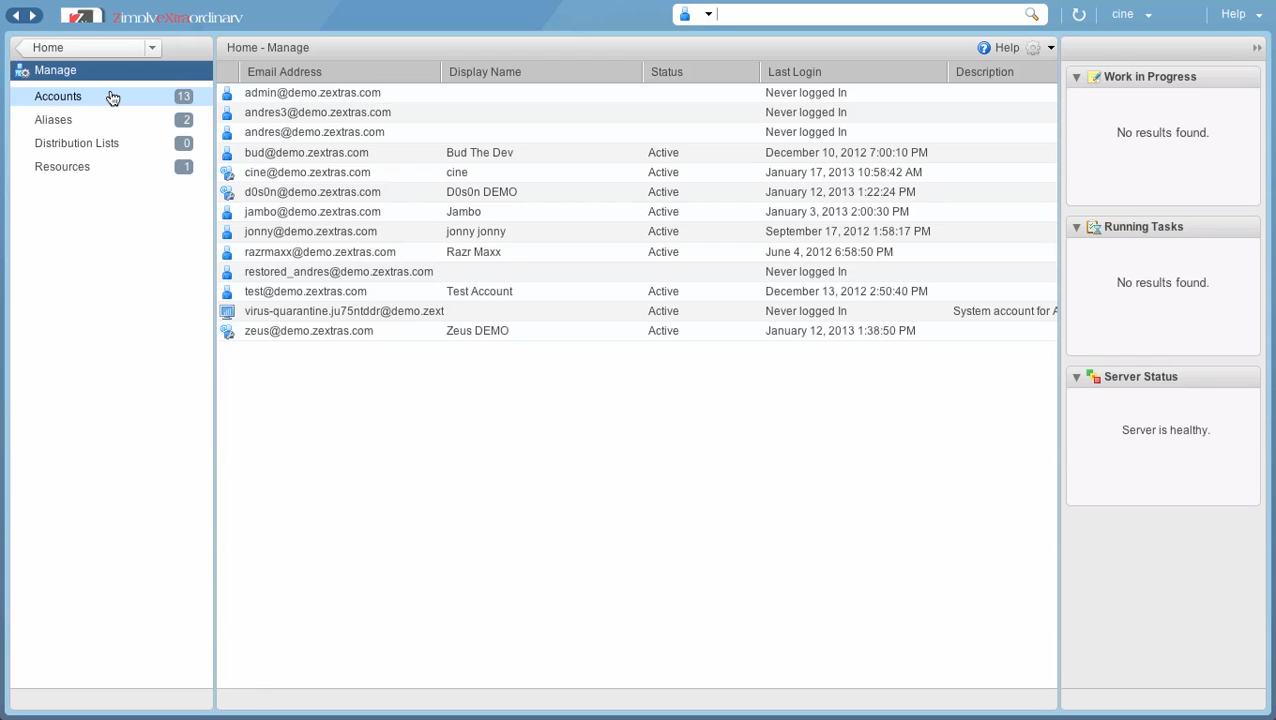 Zimply eXtraordinary
cine
Help
Home
Manage
Accounts 13
Aliases 2
Distribution Lists 0
Resources 1
Home - Manage
Help
Email Address Display Name Status Last Login Description
admin@demo.zextras.com Never logged In
andres3@demo.zextras.com Never logged In
andres@demo.zextras.com Never logged In
bud@demo.zextras.com Bud The Dev Active December 10, 2012 7:00:10 PM
cine@demo.zextras.com cine Active January 17, 2013 10:58:42 AM
d0s0n@demo.zextras.com D0s0n DEMO Active January 12, 2013 1:22:24 PM
jambo@demo.zextras.com Jambo Active January 3, 2013 2:00:30 PM
jonny@demo.zextras.com jonny jonny Active September 17, 2012 1:58:17 PM
razrmaxx@demo.zextras.com Razr Maxx Active June 4, 2012 6:58:50 PM
restored_andres@demo.zextras.com Never logged In
test@demo.zextras.com Test Account Active December 13, 2012 2:50:40 PM
virus-quarantine.ju75ntddr@demo.zext Active Never logged In System account for A
zeus@demo.zextras.com Zeus DEMO Active January 12, 2013 1:38:50 PM
Work in Progress
No results found.
Running Tasks
No results found.
Server Status
Server is healthy.